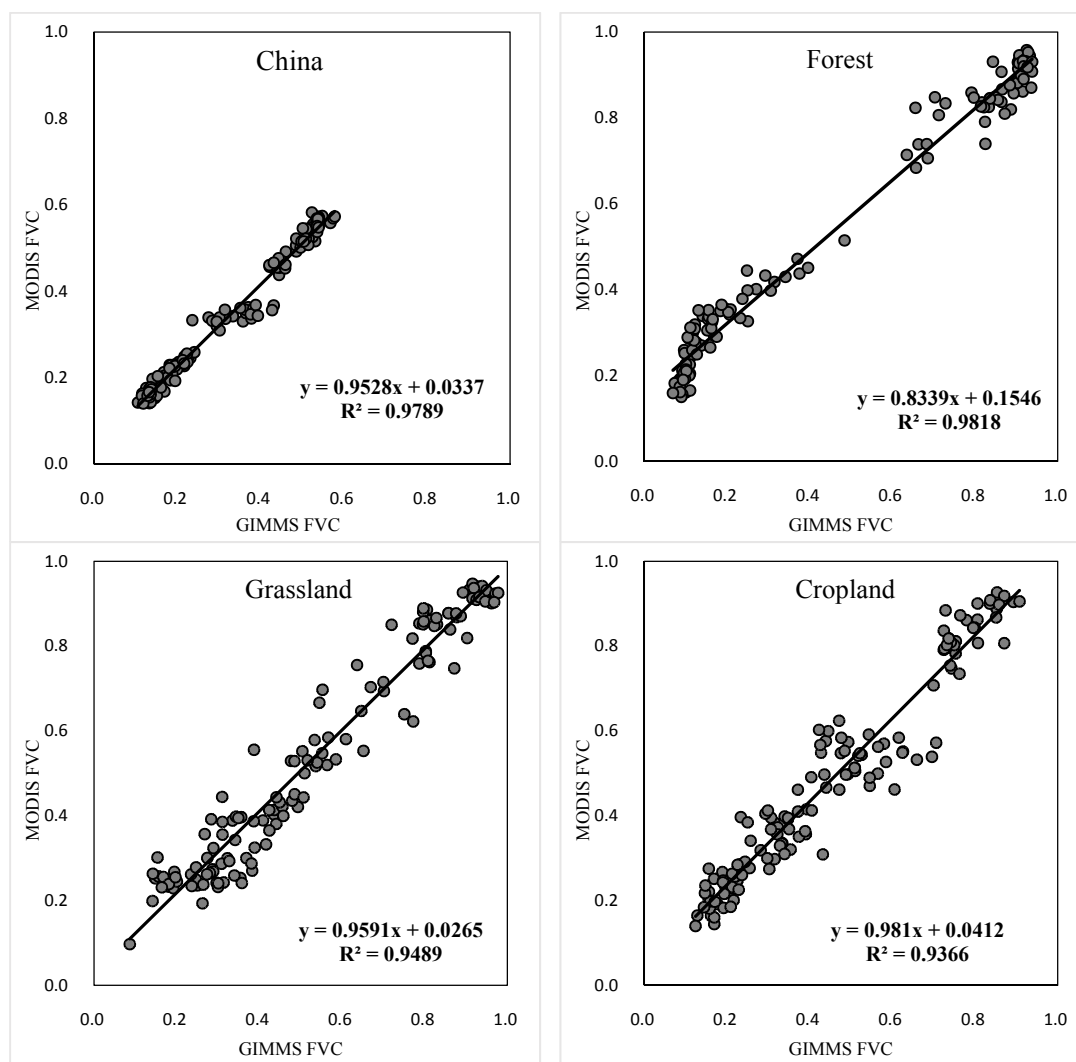 China
1.0
0.8
0.6
0.4
0.2
0.0
MODIS FVC
y = 0.9528x + 0.0337
R² = 0.9789
0.0 0.2 0.4 0.6 0.8 1.0
GIMMS FVC
Forest
1.0
0.8
0.6
0.4
0.2
0.0
MODIS FVC
y = 0.8339x + 0.1546
R² = 0.9818
0.0 0.2 0.4 0.6 0.8 1.0
GIMMS FVC
Grassland
1.0
0.8
0.6
0.4
0.2
0.0
MODIS FVC
y = 0.9591x + 0.0265
R² = 0.9489
0.0 0.2 0.4 0.6 0.8 1.0
GIMMS FVC
Cropland
1.0
0.8
0.6
0.4
0.2
0.0
MODIS FVC
y = 0.981x + 0.0412
R² = 0.9366
0.0 0.2 0.4 0.6 0.8 1.0
GIMMS FVC